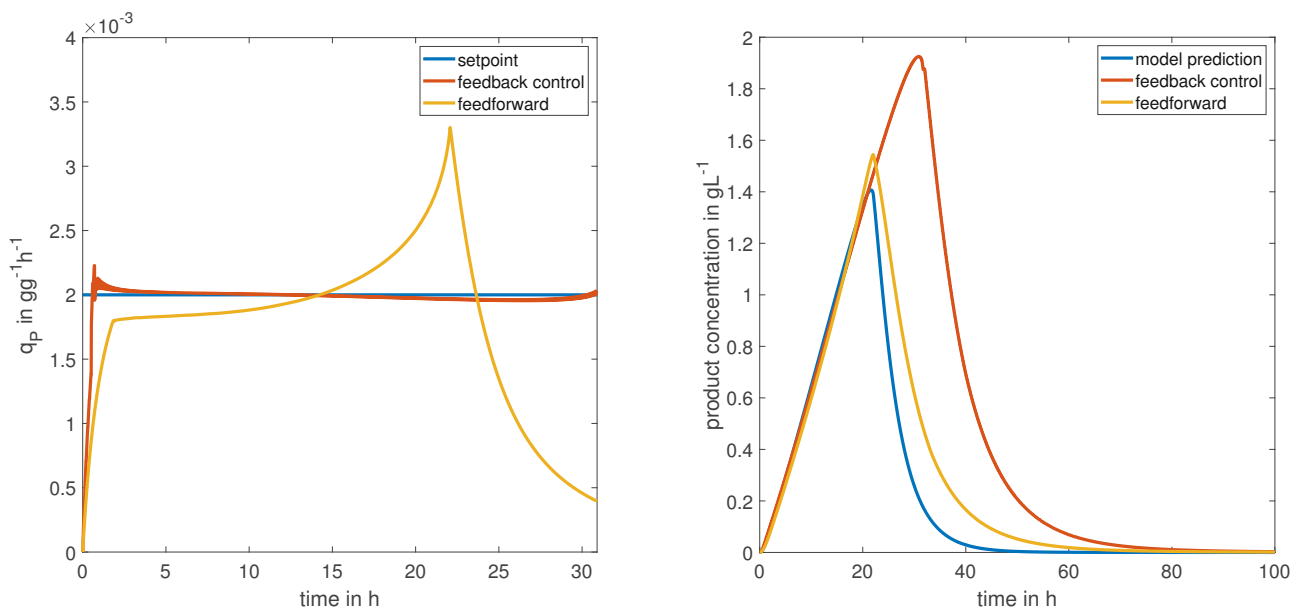 ×10⁻³
4
3.5
3
2.5
2
1.5
1
0.5
0
q_P in gg⁻¹h⁻¹
setpoint
feedback control
feedforward
0 5 10 15 20 25 30
time in h
2
1.8
1.6
1.4
1.2
1
0.8
0.6
0.4
0.2
0
product concentration in gL⁻¹
model prediction
feedback control
feedforward
0 20 40 60 80 100
time in h